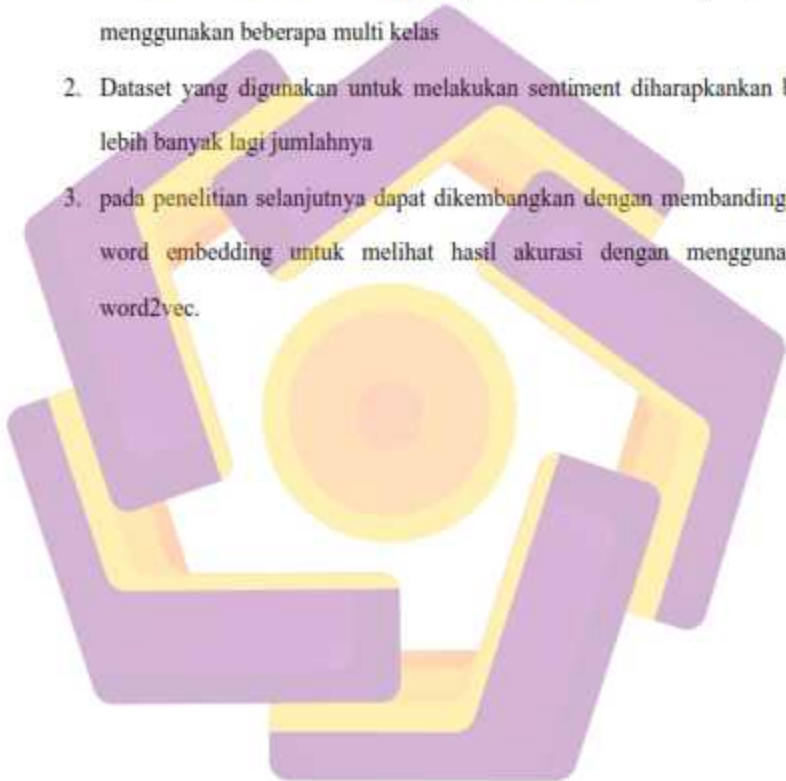 menggunakan beberapa multi kelas
2. Dataset yang digunakan untuk melakukan sentiment diharapkankan
lebih banyak lagi jumlahnya
3. pada penelitian selanjutnya dapat dikembangkan dengan membanding
word embedding untuk melihat hasil akurasi dengan mengguna
word2vec.